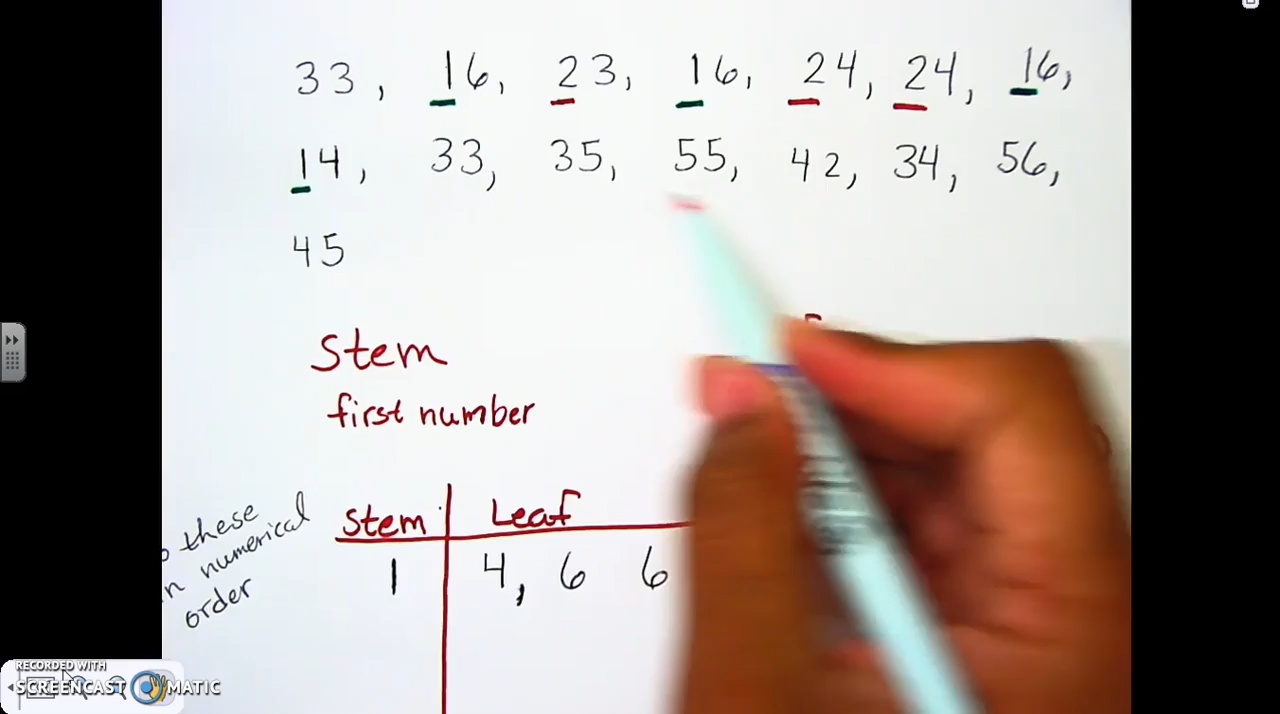 33, 16, 23, 16, 24, 24, 16,
14, 33, 35, 55, 42, 34, 56,
45
Stem
first number
these
numerical
order
Stem Leaf
1 4, 6 6
RECORDED WITH
SCREENCAST MATIC